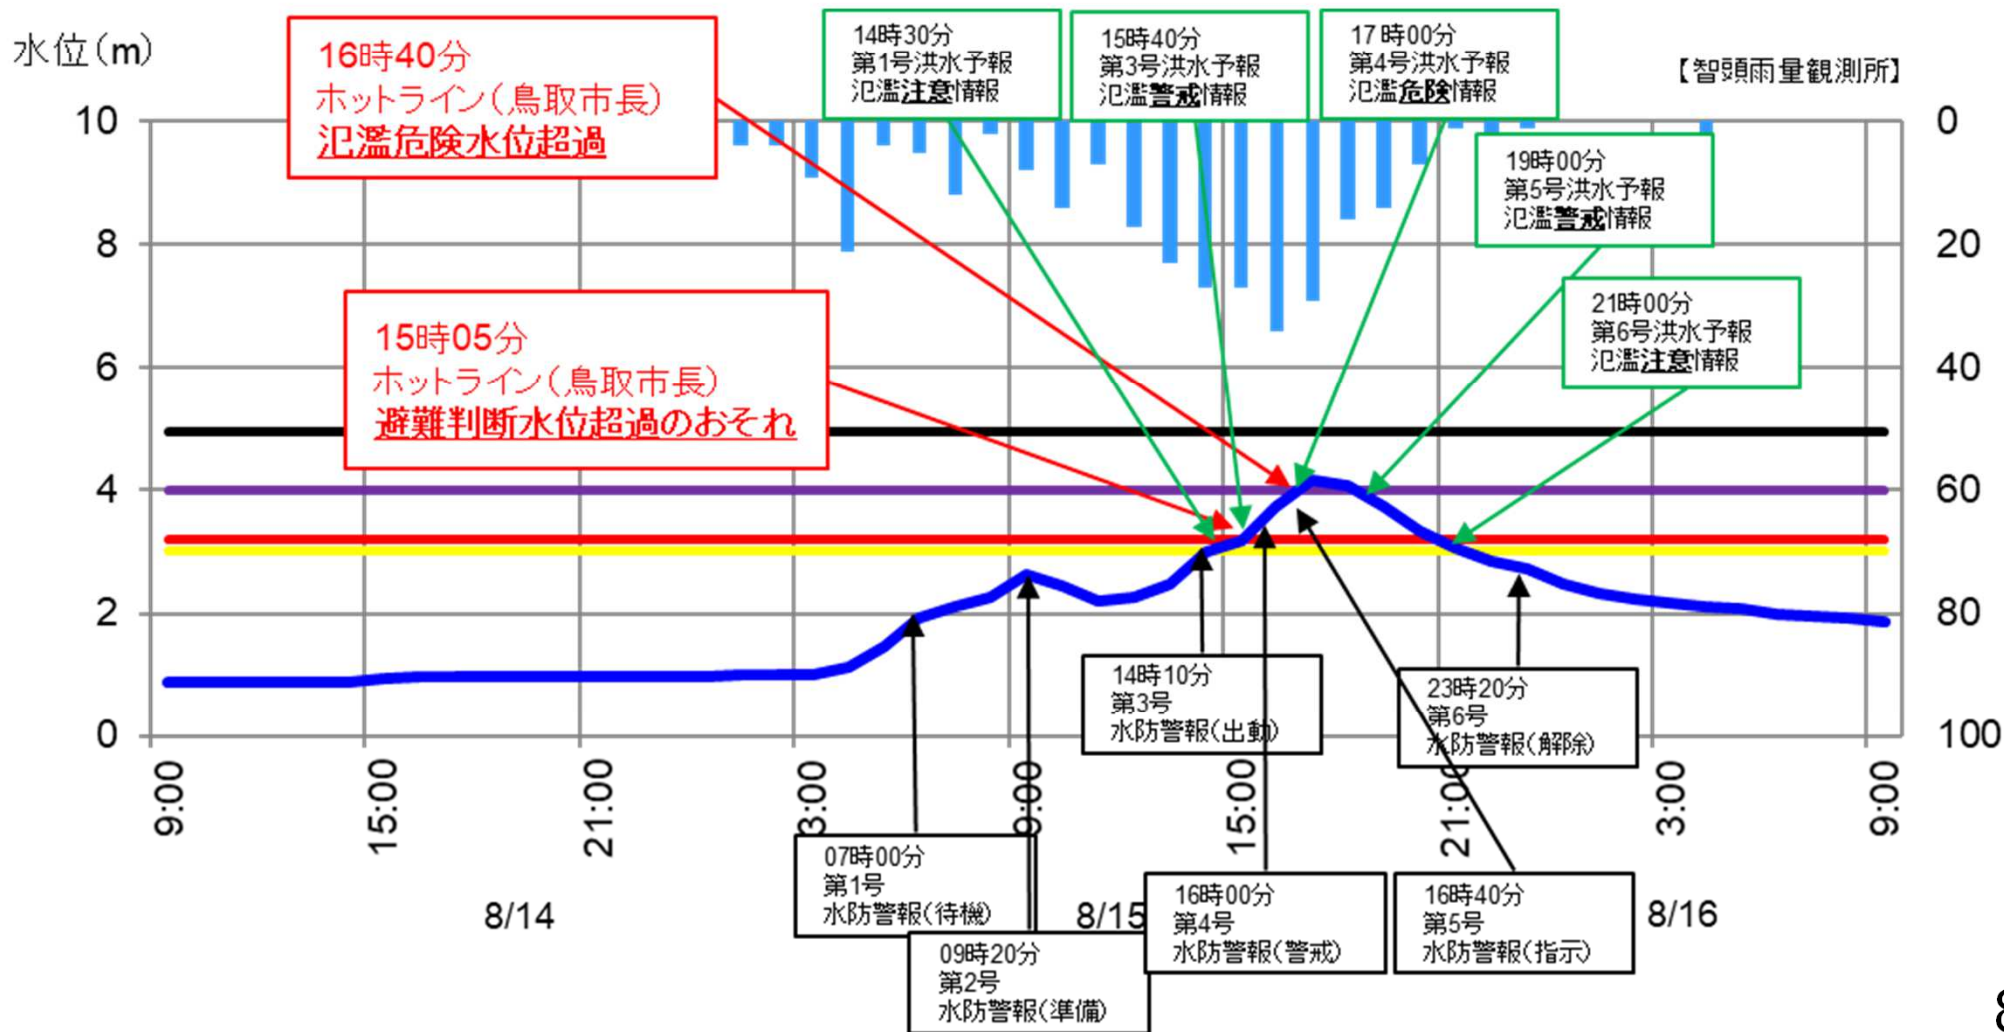 水位(m)
16時40分
ホットライン(鳥取市長)
氾濫危険水位超過
14時30分
第1号洪水予報
氾濫注意情報
15時40分
第3号洪水予報
氾濫警戒情報
17時00分
第4号洪水予報
氾濫危険情報
【智頭雨量観測所】
19時00分
第5号洪水予報
氾濫警戒情報
21時00分
第6号洪水予報
氾濫注意情報
15時05分
ホットライン(鳥取市長)
避難判断水位超過のおそれ
10
8
6
4
2
0
0
20
40
60
80
100
14時10分
第3号
水防警報(出動)
23時20分
第6号
水防警報(解除)
9:00
15:00
21:00
3:00
9:00
15:00
21:00
3:00
9:00
07時00分
第1号
水防警報(待機)
09時20分
第2号
水防警報(準備)
16時00分
第4号
水防警報(警戒)
16時40分
第5号
水防警報(指示)
8/14
8/15
8/16